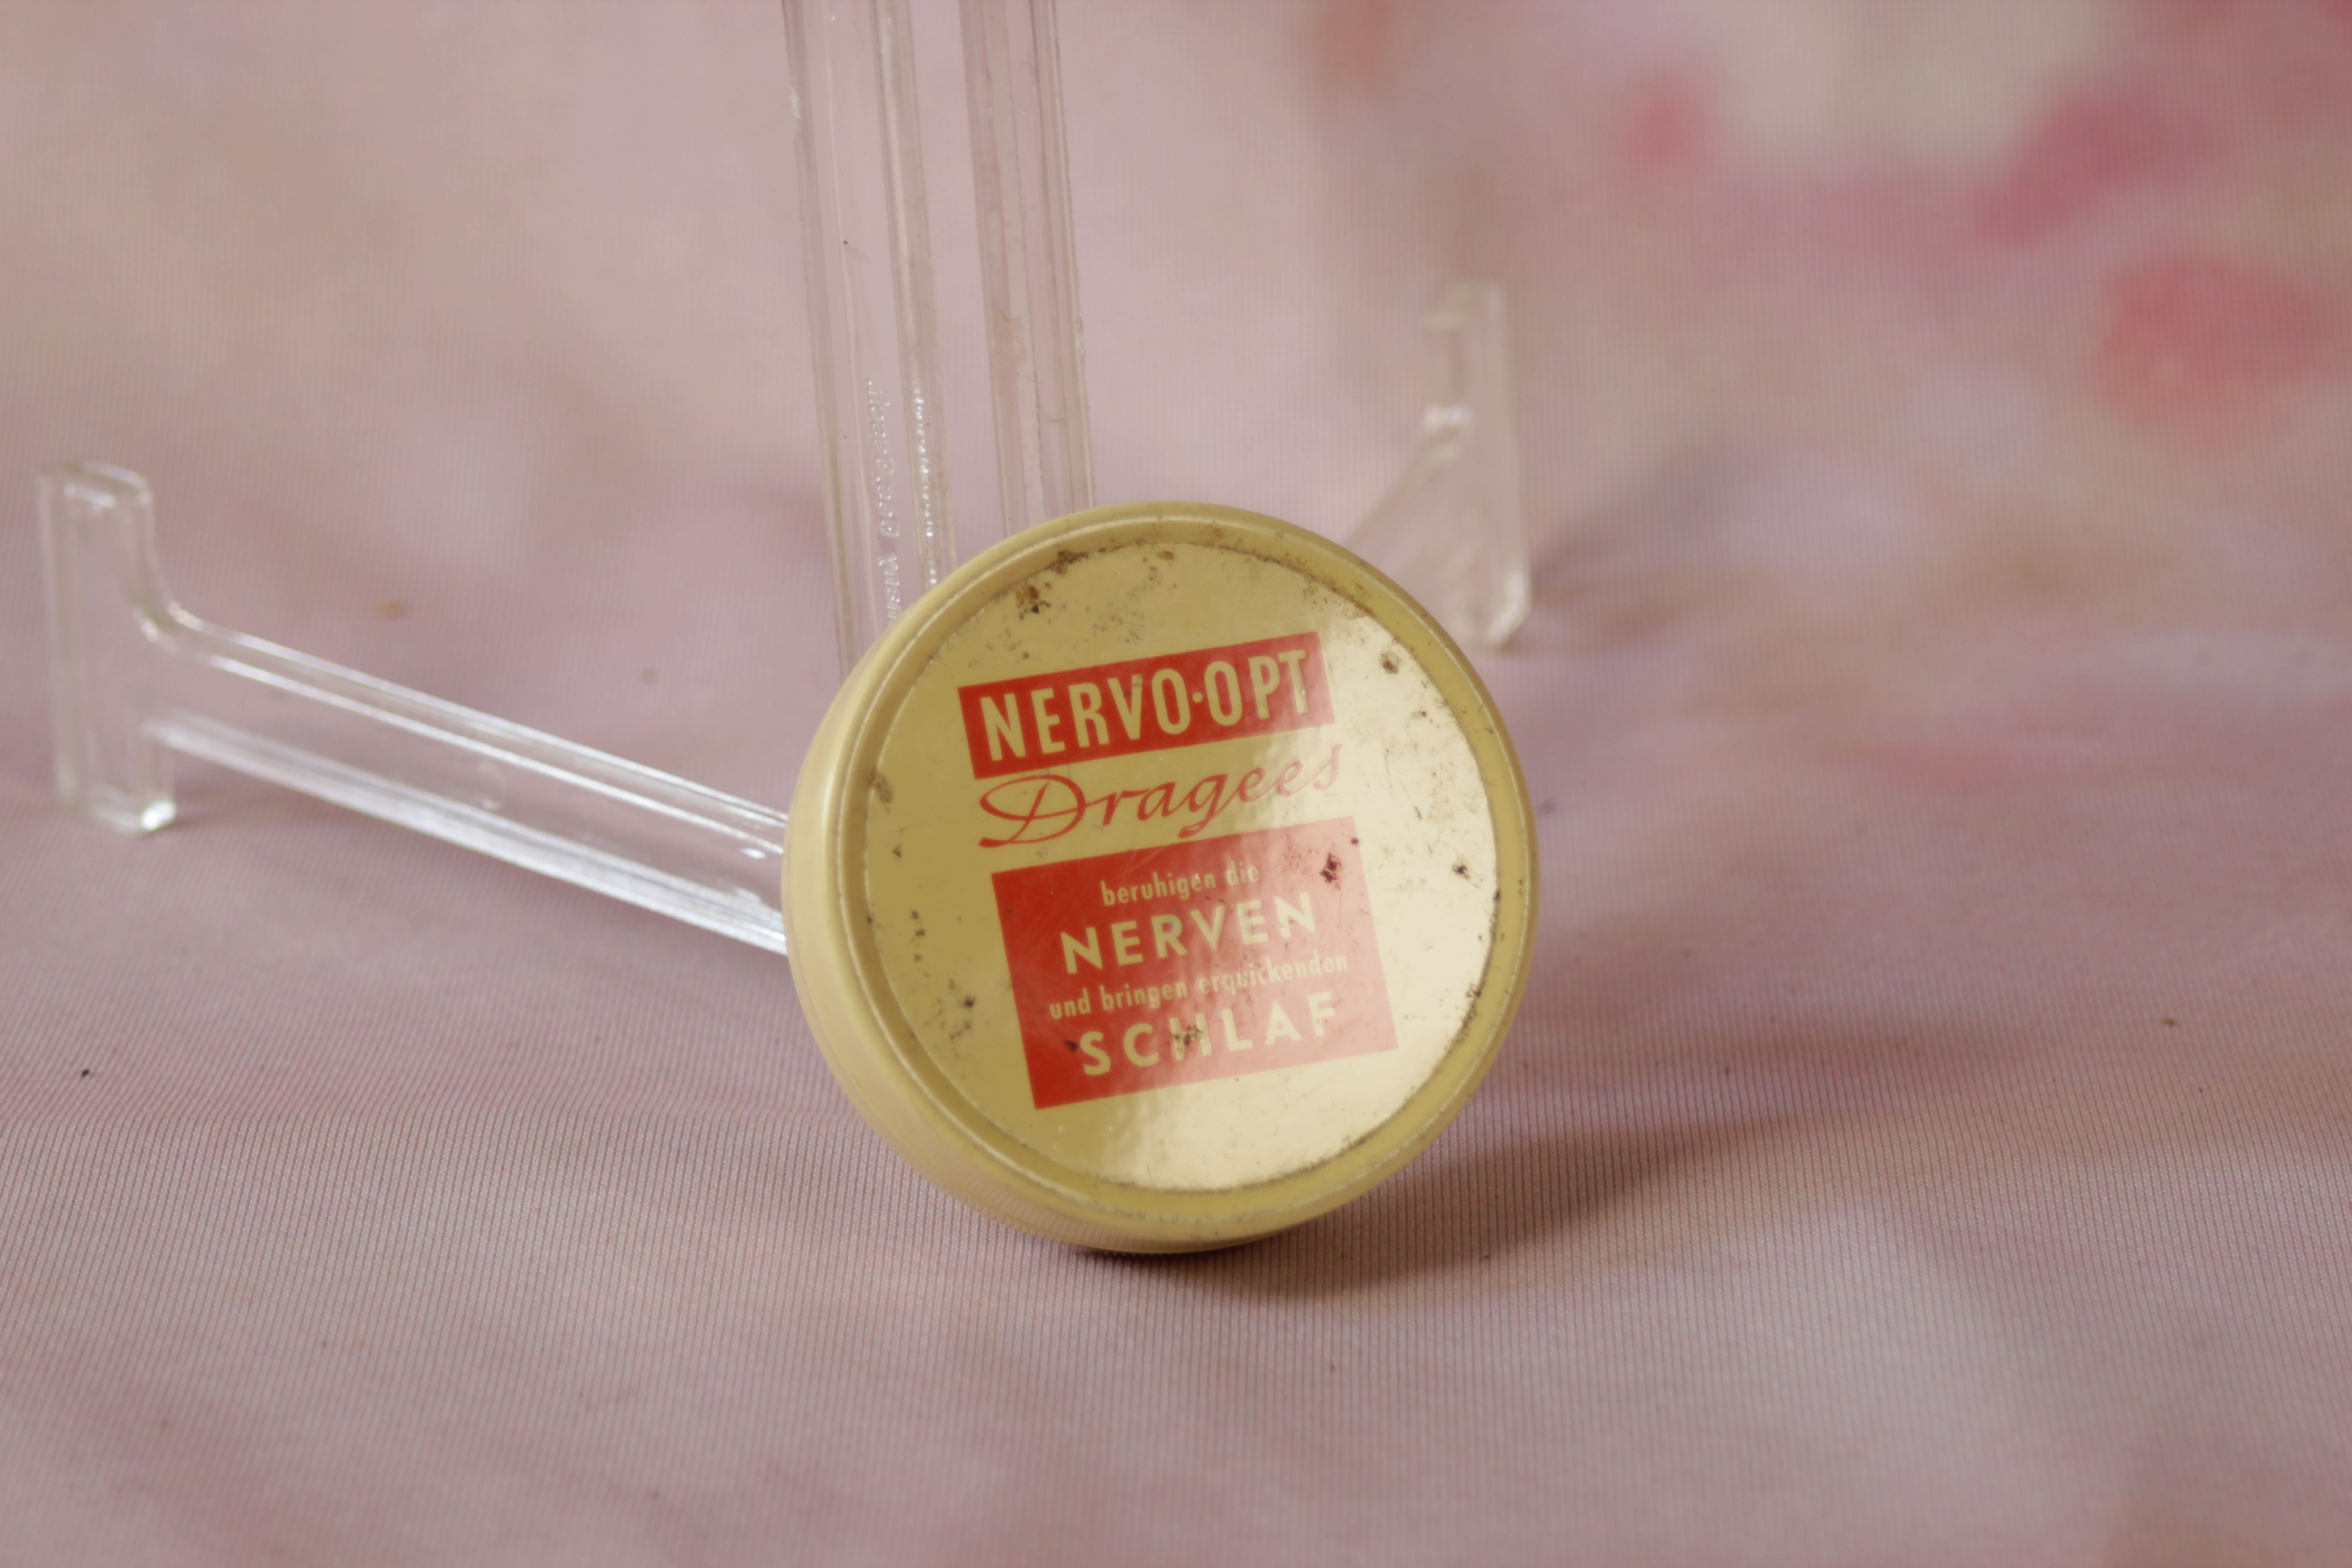 NERVO·OPT
Dragees
beruhigen die
NERVEN
und bringen erquickenden
SCHLAF